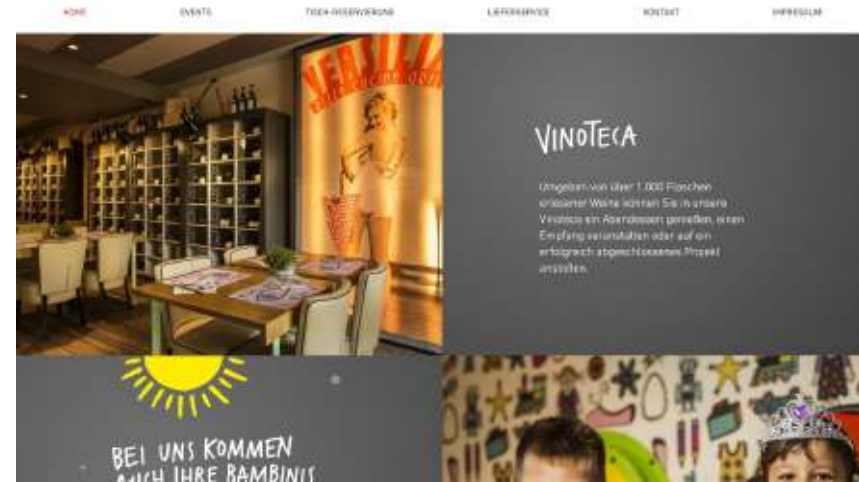 HOME EVENTS TISCH-RESERVIERUNG LIEFERSERVICE KONTAKT IMPRESSUM
VERSILIA
VINOTECA
Umgeben von über 1.000 Flaschen
erlesener Weine können Sie in unsere
Vinoteca ein Abendessen genießen, einen
Empfang veranstalten oder auf ein
erfolgreich abgeschlossenes Projekt
anstoßen.
BEI UNS KOMMEN
AUCH IHRE BAMBINIS